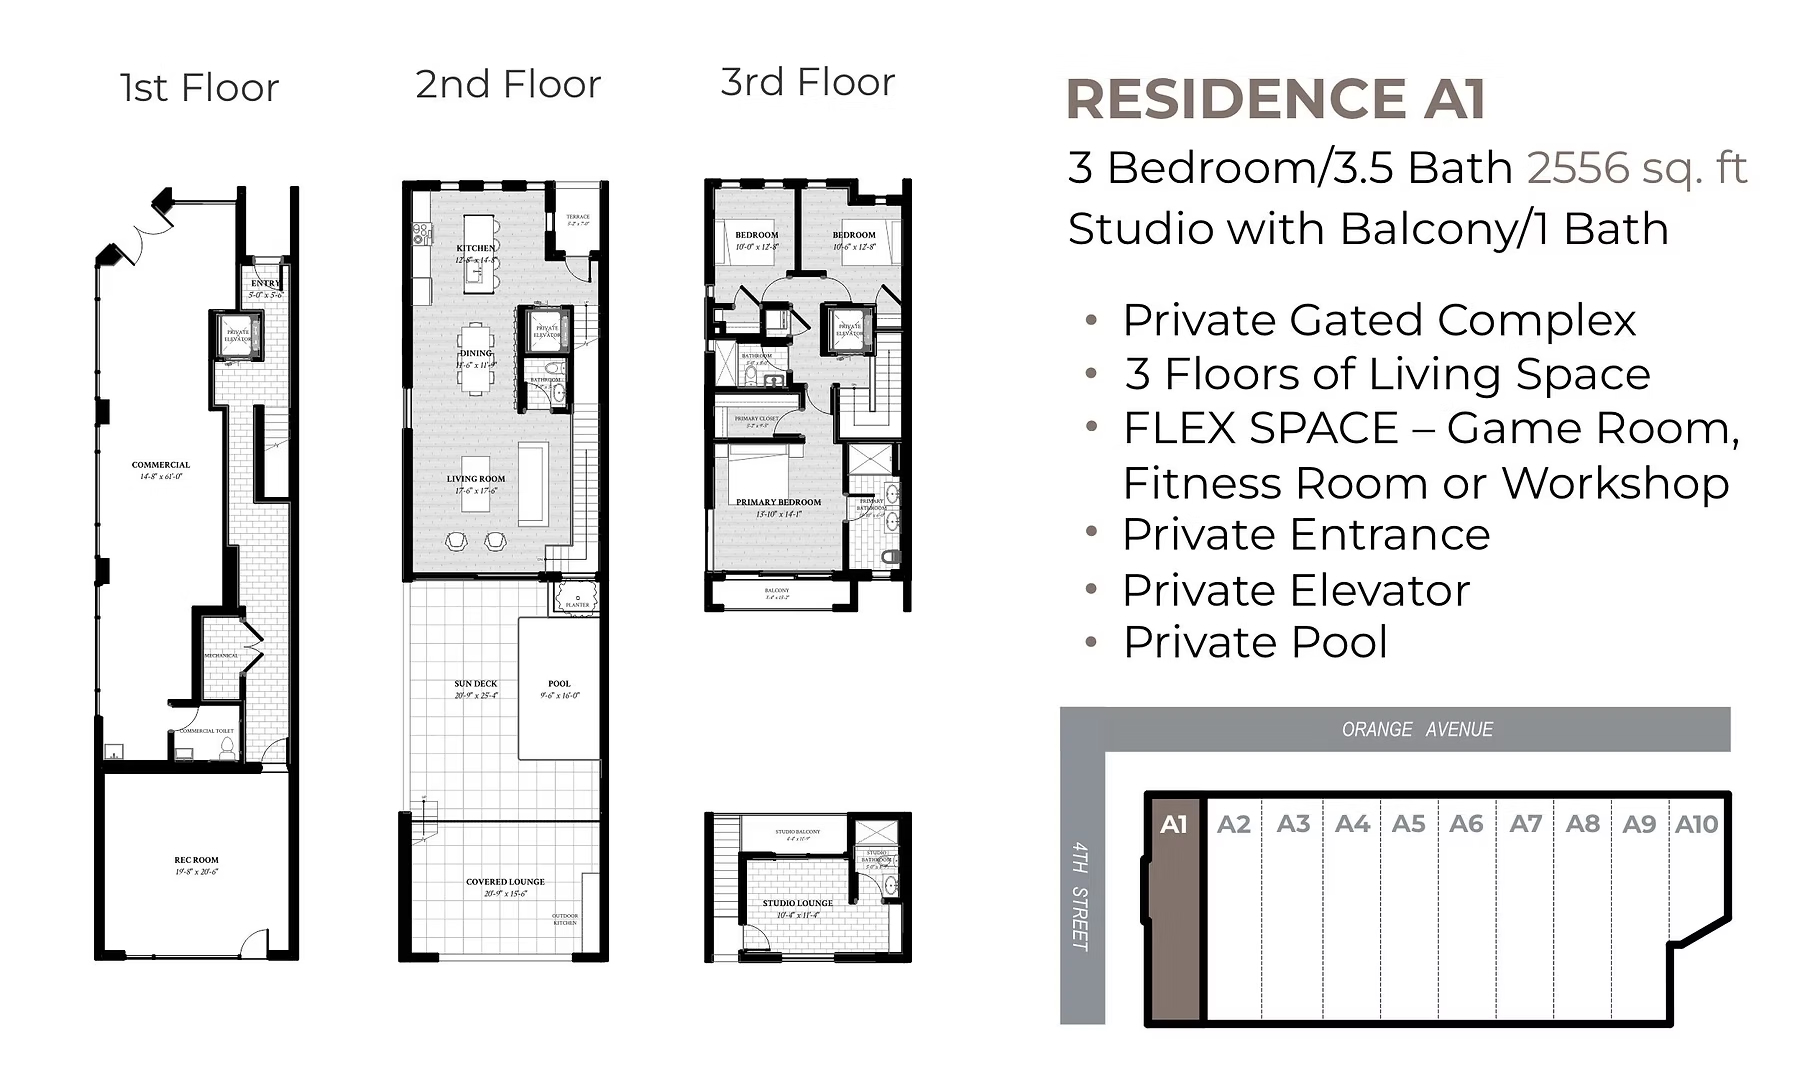 1st Floor
2nd Floor
3rd Floor
ENTRY
5'-0" x 5'-6"
PRIVATE
ELEVATOR
COMMERCIAL
14'-8" x 61'-0"
MECHANICAL
COMMERCIAL TOILET
REC ROOM
19'-8" x 20'-6"
TERRACE
5'-2" x 7'-0"
KITCHEN
12'-8" x 14'-8"
PRIVATE
ELEVATOR
DINING
11'-6" x 11'-9"
BATHROOM
LIVING ROOM
17'-6" x 17'-6"
PLANTER
SUN DECK
20'-9" x 25'-4"
POOL
9'-6" x 16'-0"
COVERED LOUNGE
20'-9" x 15'-6"
OUTDOOR
KITCHEN
BEDROOM
10'-0" x 12'-8"
BEDROOM
10'-6" x 12'-8"
PRIVATE
ELEVATOR
BATHROOM
PRIMARY CLOSET
5'-2" x 9'-5"
PRIMARY BEDROOM
13'-10" x 14'-1"
PRIMARY
BATHROOM
BALCONY
STUDIO BALCONY
4'-4" x 11'-9"
STUDIO
BATHROOM
STUDIO LOUNGE
10'-4" x 11'-4"
RESIDENCE A1
3 Bedroom/3.5 Bath 2556 sq. ft
Studio with Balcony/1 Bath
• Private Gated Complex
• 3 Floors of Living Space
• FLEX SPACE – Game Room,
Fitness Room or Workshop
• Private Entrance
• Private Elevator
• Private Pool
ORANGE AVENUE
4TH STREET
A1 A2 A3 A4 A5 A6 A7 A8 A9 A10